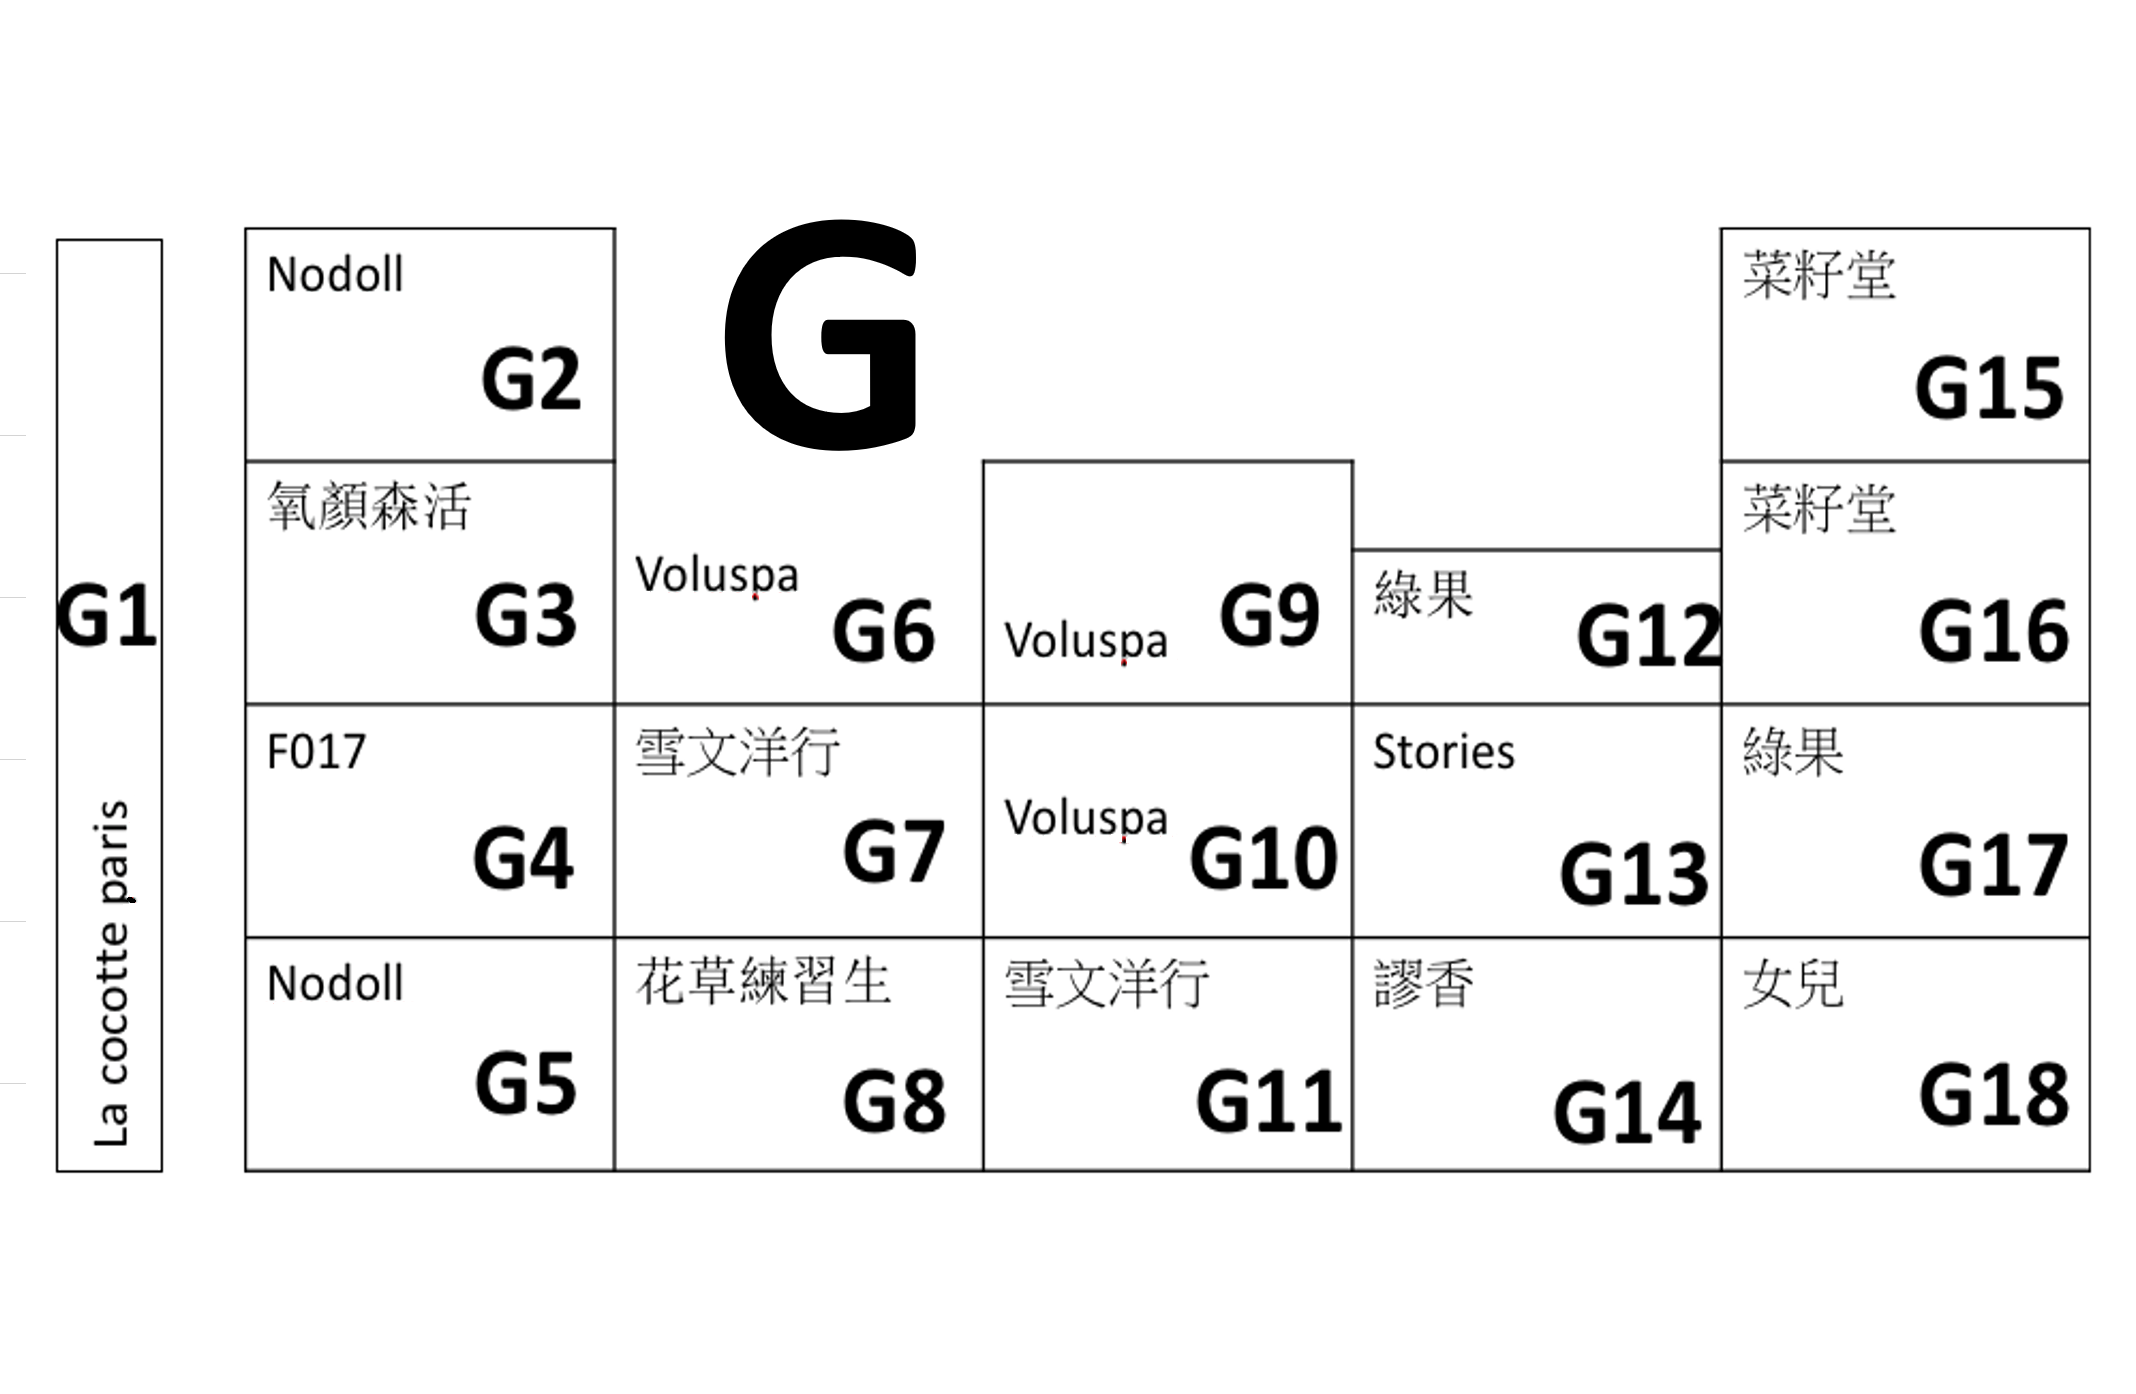 G
La cocotte paris
G1
Nodoll
G2
氧顏森活
G3
F017
G4
Nodoll
G5
Voluspa
G6
雪文洋行
G7
花草練習生
G8
Voluspa
G9
Voluspa
G10
雪文洋行
G11
綠果
G12
Stories
G13
謬香
G14
菜籽堂
G15
菜籽堂
G16
綠果
G17
女兒
G18